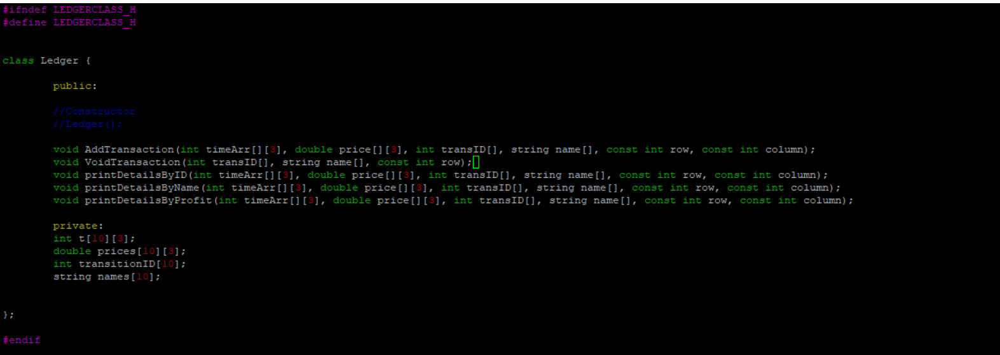 #ifndef LEDGERCLASS_H
#define LEDGERCLASS_H
class Ledger {
public:
//Constructor
//Ledger();
void AddTransaction(int timeArr[][3], double price[][3], int transID[], string name[], const int row, const int column);
void VoidTransaction(int transID[], string name[], const int row);
void printDetailsByID(int timeArr[][3], double price[][3], int transID[], string name[], const int row, const int column);
void printDetailsByName(int timeArr[][3], double price[][3], int transID[], string name[], const int row, const int column);
void printDetailsByProfit(int timeArr[][3], double price[][3], int transID[], string name[], const int row, const int column);
private:
int t[10][3];
double prices[10][3];
int transitionID[10];
string names[10];
};
#endif